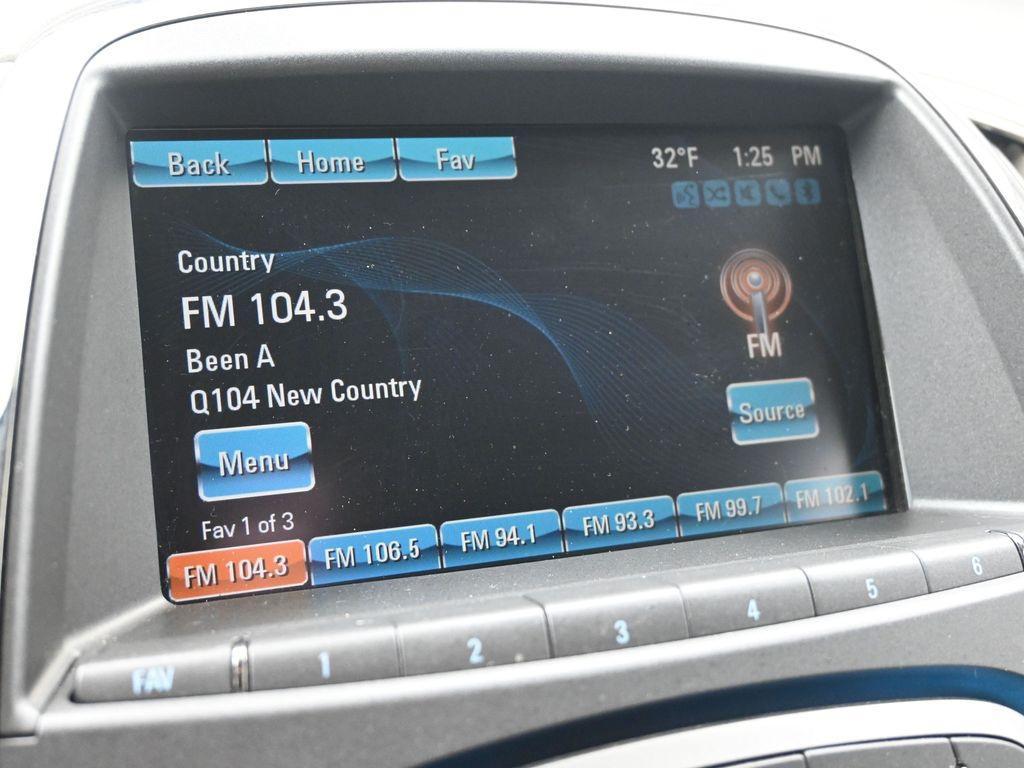 Back Home Fav 32°F 1:25 PM
Country
FM 104.3
Been A
Q104 New Country
FM
Source
Menu
Fav 1 of 3
FM 104.3 FM 106.5 FM 94.1 FM 93.3 FM 99.7 FM 102.1
FAV 1 2 3 4 5 6